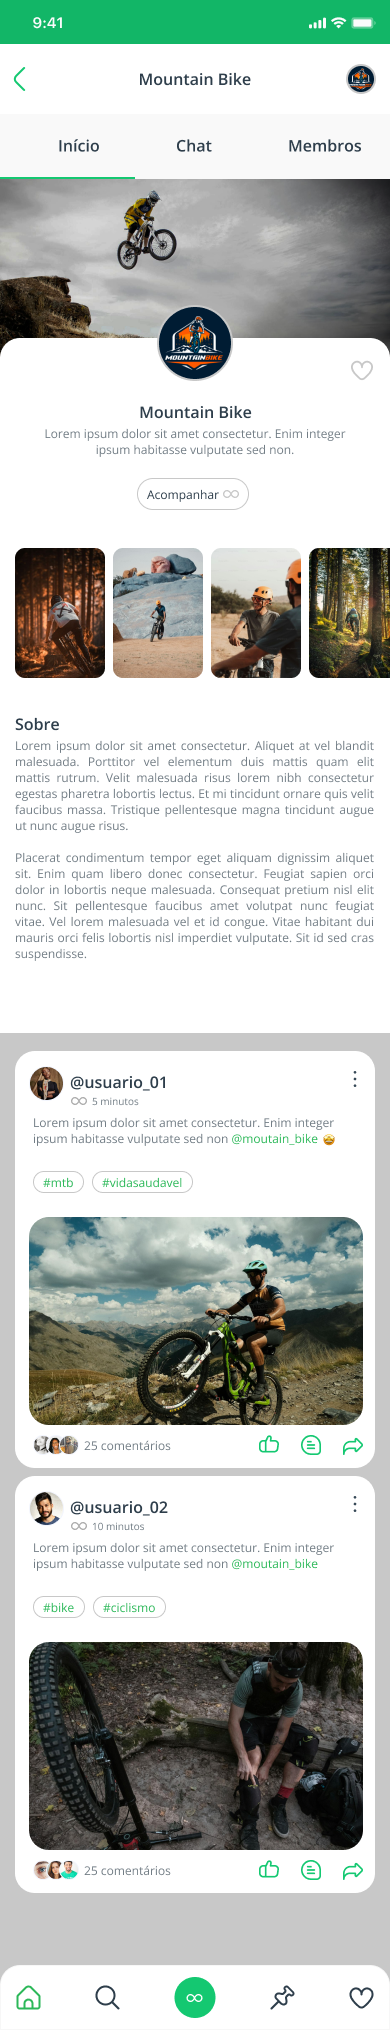 9:41
Mountain Bike
Início Chat Membros
MOUNTAINBIKE
Mountain Bike
Lorem ipsum dolor sit amet consectetur. Enim integer
ipsum habitasse vulputate sed non.
Acompanhar
Sobre
Lorem ipsum dolor sit amet consectetur. Aliquet at vel blandit
malesuada. Porttitor vel elementum duis mattis quam elit
mattis rutrum. Velit malesuada risus lorem nibh consectetur
egestas pharetra lobortis lectus. Et mi tincidunt ornare quis velit
faucibus massa. Tristique pellentesque magna tincidunt augue
ut nunc augue risus.
Placerat condimentum tempor eget aliquam dignissim aliquet
sit. Enim quam libero donec consectetur. Feugiat sapien orci
dolor in lobortis neque malesuada. Consequat pretium nisl elit
nunc. Sit pellentesque faucibus amet volutpat nunc feugiat
vitae. Vel lorem malesuada vel et id congue. Vitae habitant dui
mauris orci felis lobortis nisl imperdiet vulputate. Sit id sed cras
suspendisse.
@usuario_01
5 minutos
Lorem ipsum dolor sit amet consectetur. Enim integer
ipsum habitasse vulputate sed non @moutain_bike 🤩
#mtb #vidasaudavel
25 comentários
@usuario_02
10 minutos
Lorem ipsum dolor sit amet consectetur. Enim integer
ipsum habitasse vulputate sed non @moutain_bike
#bike #ciclismo
25 comentários